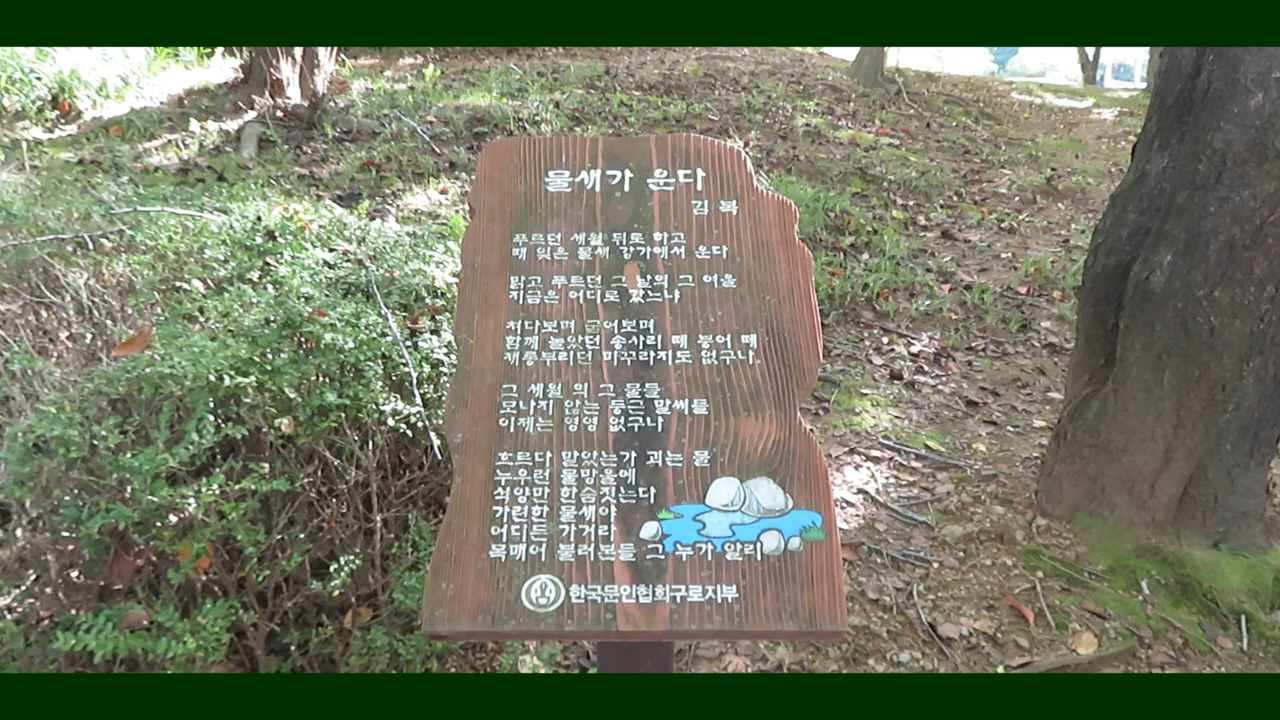 물새가 운다
김 복
푸르던 세월 뒤로 하고
때 잊은 물새 강가에서 운다
맑고 푸르던 그 날의 그 여울
지금은 어디로 갔느냐
쳐다보며 굽어보며
함께 놀았던 송사리 떼 붕어 떼
재롱부리던 미꾸라지도 없구나
그 세월 의 그 물들
모나지 않는 둥근 말씨들
이제는 영영 없구나
흐르다 말았는가 괴는 물
누우런 물망울에
석양만 한숨짓는다
가련한 물새야
어디든 가거라
목매어 불러본들 그 누가 알리
한국문인협회구로지부